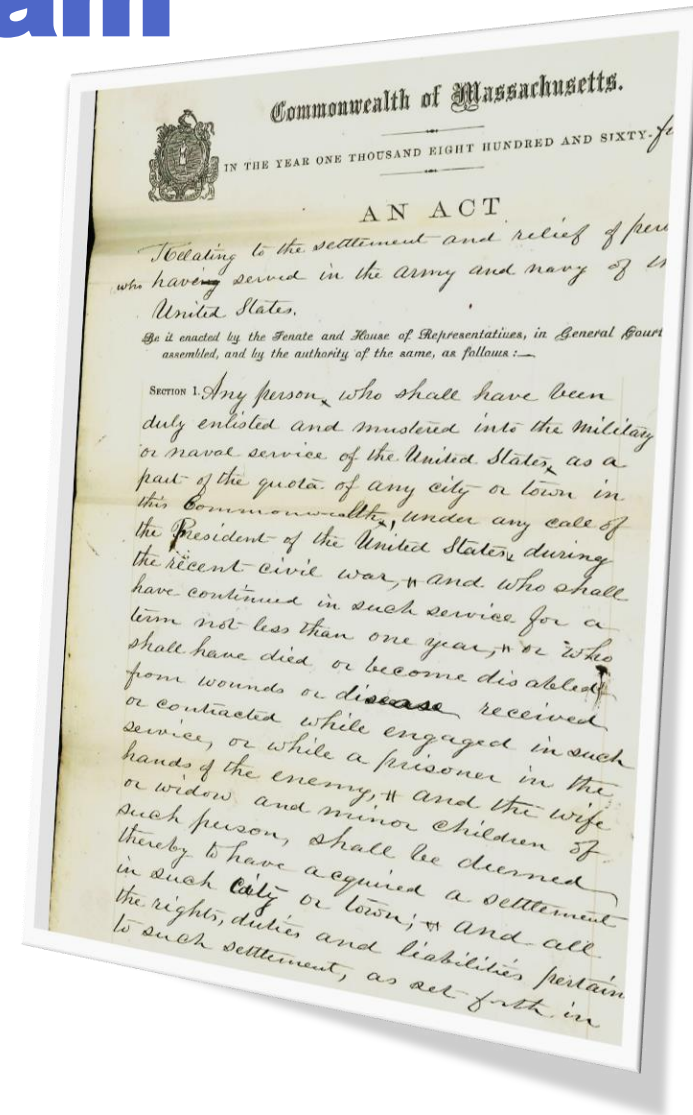 am
Commonwealth of Massachusetts.
IN THE YEAR ONE THOUSAND EIGHT HUNDRED AND SIXTY-
AN ACT
Relating to the settlement and relief of
who having served in the army and navy of
United States.
Be it enacted by the Senate and House of Representatives, in General Court
assembled, and by the authority of the same, as follows:—
SECTION 1. Any person, who shall have been
duly enlisted and mustered into the military
or naval service of the United States, as a
part of the quota of any city or town in
this Commonwealth, under any call of
the President of the United States, during
the recent civil war, and who shall
have continued in such service for a
term not less than one year, or who
shall have died or become disabled
from wounds or disease received
or contracted while engaged in such
service, or while a prisoner in the
hands of the enemy, and the wife
or widow and minor children of
such person, shall be deemed
thereby to have acquired a settlement
in such city or town; and all
the rights, duties and liabilities pertain
to such settlement, as set forth in